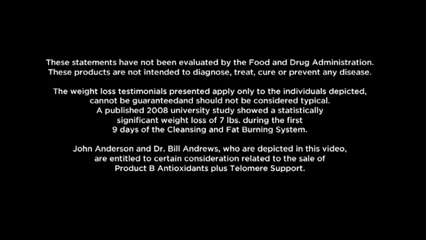 These statements have not been evaluated by the Food and Drug Administration.
These products are not intended to diagnose, treat, cure or prevent any disease.
The weight loss testimonials presented apply only to the individuals depicted,
cannot be guaranteedand should not be considered typical.
A published 2008 university study showed a statistically
significant weight loss of 7 lbs. during the first
9 days of the Cleansing and Fat Burning System.
John Anderson and Dr. Bill Andrews, who are depicted in this video,
are entitled to certain consideration related to the sale of
Product B Antioxidants plus Telomere Support.